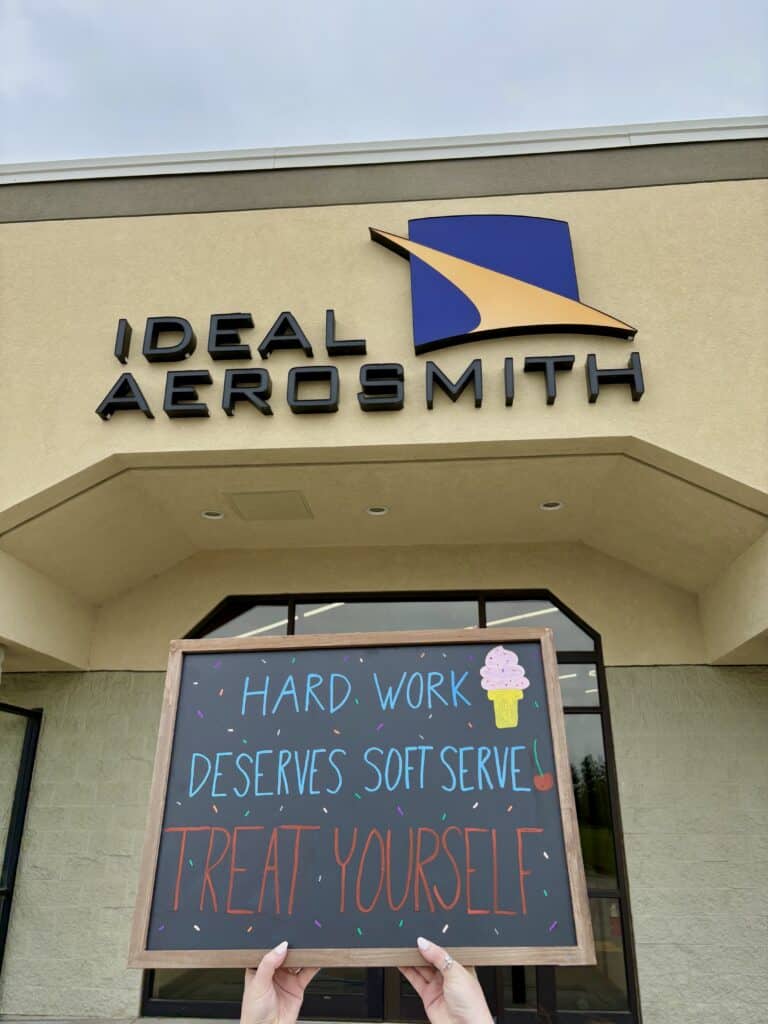 IDEAL
AEROSMITH
HARD WORK
DESERVES SOFT SERVE
TREAT YOURSELF